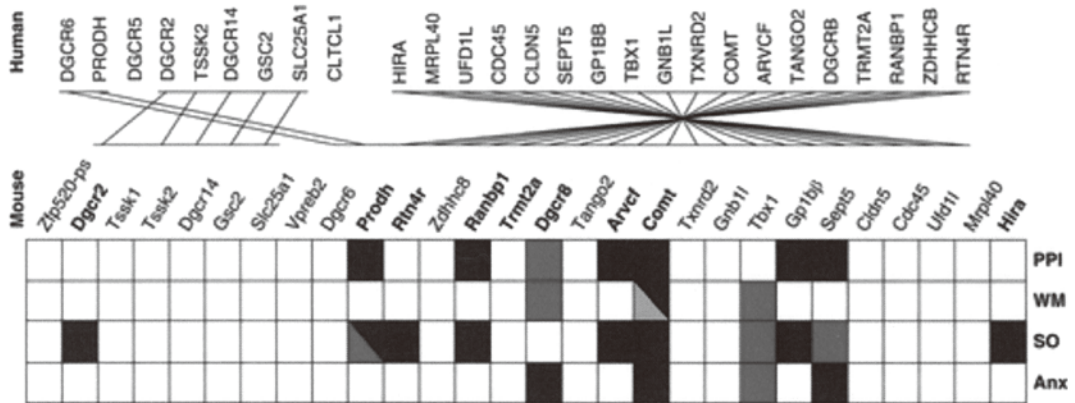 Human
DGCR6
PRODH
DGCR5
DGCR2
TSSK2
DGCR14
GSC2
SLC25A1
CLTCL1
HIRA
MRPL40
UFD1L
CDC45
CLDN5
SEPT5
GP1BB
TBX1
GNB1L
TXNRD2
COMT
ARVCF
TANGO2
DGCRB
TRMT2A
RANBP1
ZDHHCB
RTN4R
Mouse
Zfp520-ps
Dgcr2
Tssk1
Tssk2
Dgcr14
Gsc2
Slc25a1
Vpreb2
Dgcr6
Prodh
Rtn4r
Zdhhc8
Ranbp1
Trmt2a
Dgcr8
Tango2
Arvcf
Comt
Txnrd2
Gnb1l
Tbx1
Gp1bβ
Sept5
Cldn5
Cdc45
Ufd1l
Mrpl40
Hira
PPI
WM
SO
Anx